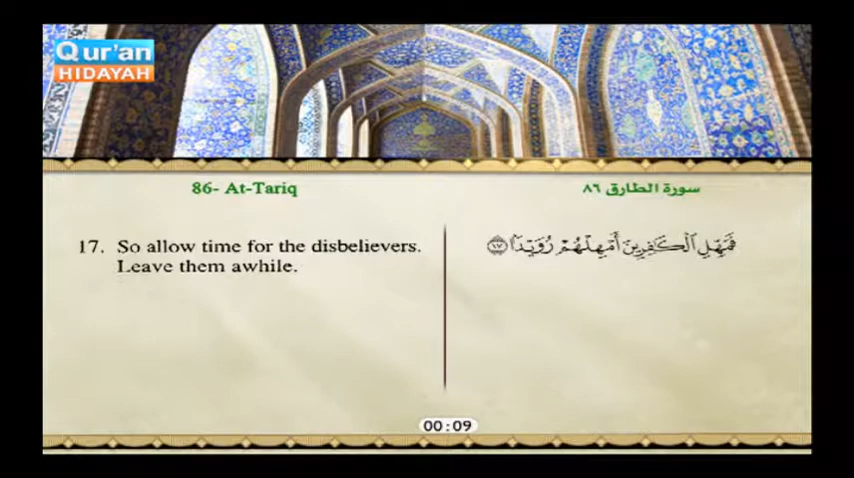 Qur'an
HIDAYAH
86- At-Tariq
سورة الطارق ٨٦
17. So allow time for the disbelievers.
Leave them awhile.
فَمَهِّلِ ٱلْكَـٰفِرِينَ أَمْهِلْهُمْ رُوَيْدًۢا ۝١٧
00:09